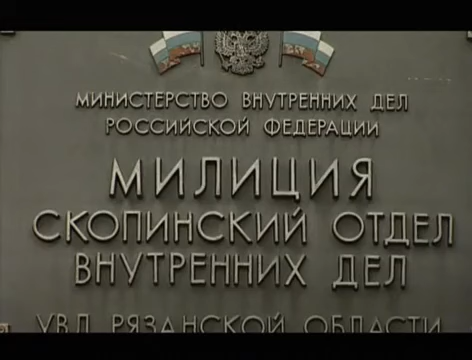 МИНИСТЕРСТВО ВНУТРЕННИХ ДЕЛ
РОССИЙСКОЙ ФЕДЕРАЦИИ
МИЛИЦИЯ
СКОПИНСКИЙ ОТДЕЛ
ВНУТРЕННИХ ДЕЛ
УВД РЯЗАНСКОЙ ОБЛАСТИ